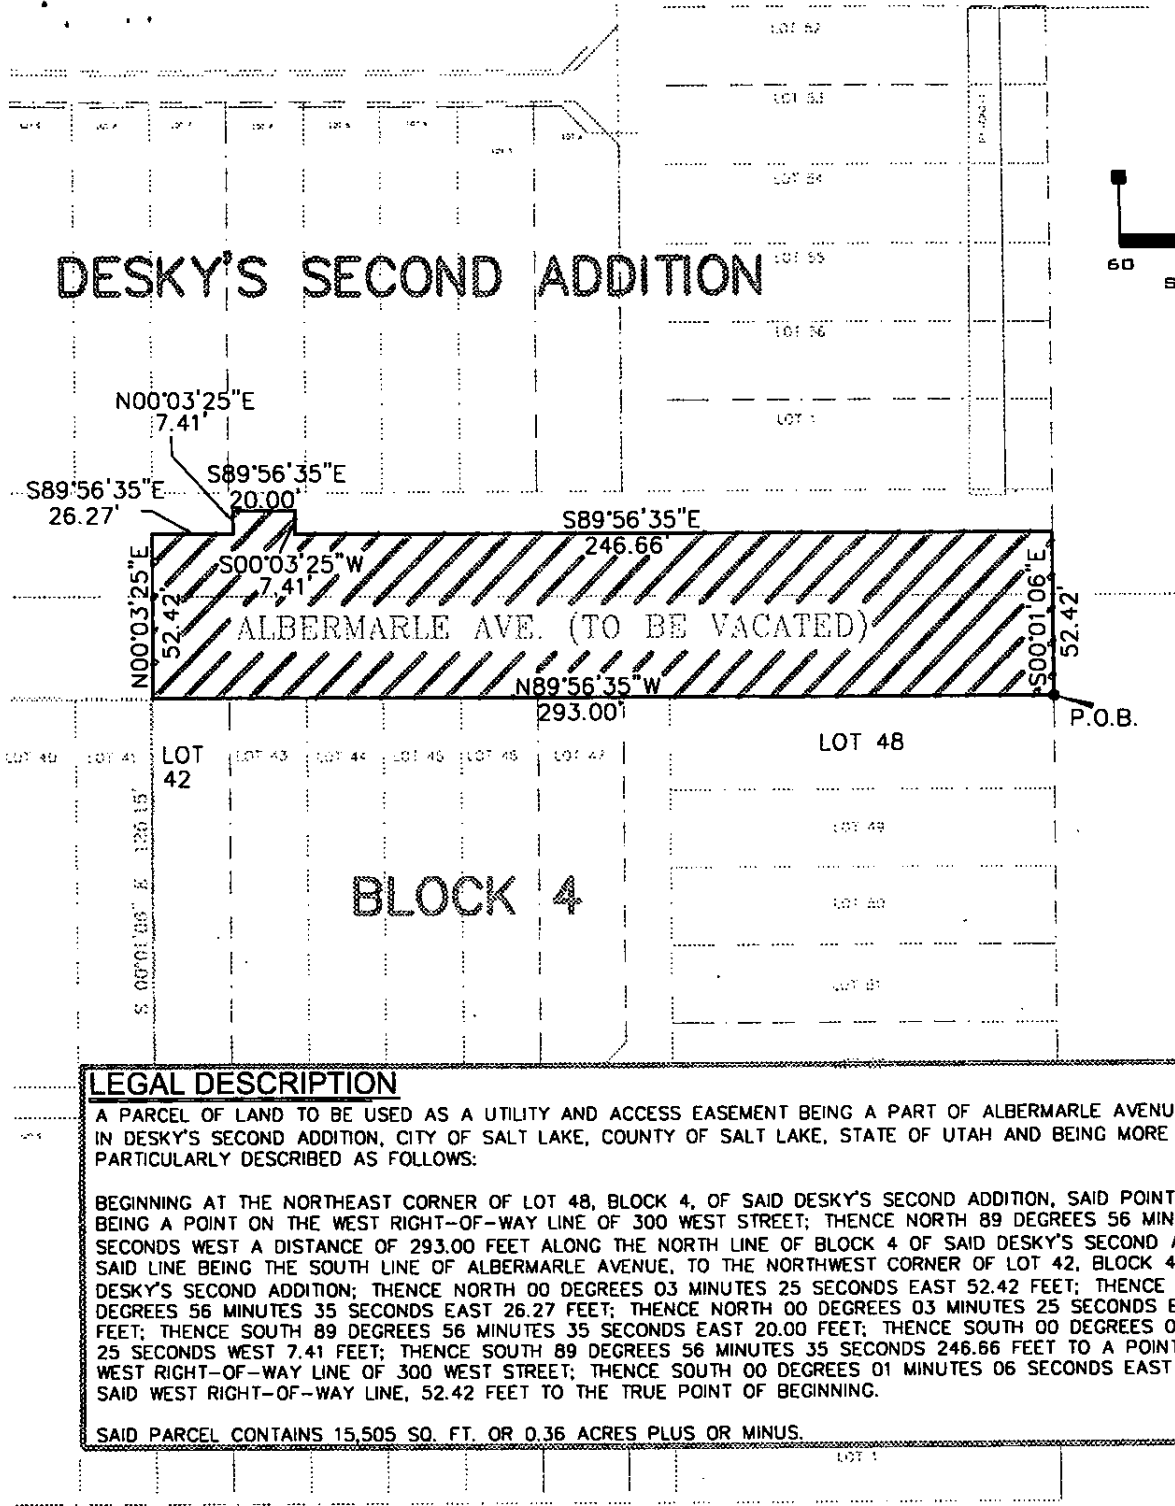 LOT 52
LOT 53
LOT 54
DESKY'S SECOND ADDITION
LOT 55
60
S
LOT 56
LOT 1
N00°03'25"E
7.41'
S89°56'35"E
26.27'
S89°56'35"E
20.00'
S89°56'35"E
246.66'
S00°03'25"W
7.41'
N00°03'25"E
52.42'
ALBERMARLE AVE. (TO BE VACATED)
S00°01'06"E
52.42'
N89°56'35"W
293.00'
P.O.B.
LOT 40
LOT 41
LOT
42
LOT 43
LOT 44
LOT 45
LOT 46
LOT 47
LOT 48
S 00°01'06" E 126.15'
LOT 49
BLOCK 4
LOT 50
LOT 51
LEGAL DESCRIPTION
A PARCEL OF LAND TO BE USED AS A UTILITY AND ACCESS EASEMENT BEING A PART OF ALBERMARLE AVENU
IN DESKY'S SECOND ADDITION, CITY OF SALT LAKE, COUNTY OF SALT LAKE, STATE OF UTAH AND BEING MORE
PARTICULARLY DESCRIBED AS FOLLOWS:
BEGINNING AT THE NORTHEAST CORNER OF LOT 48, BLOCK 4, OF SAID DESKY'S SECOND ADDITION, SAID POINT
BEING A POINT ON THE WEST RIGHT-OF-WAY LINE OF 300 WEST STREET; THENCE NORTH 89 DEGREES 56 MIN
SECONDS WEST A DISTANCE OF 293.00 FEET ALONG THE NORTH LINE OF BLOCK 4 OF SAID DESKY'S SECOND A
SAID LINE BEING THE SOUTH LINE OF ALBERMARLE AVENUE, TO THE NORTHWEST CORNER OF LOT 42, BLOCK 4
DESKY'S SECOND ADDITION; THENCE NORTH 00 DEGREES 03 MINUTES 25 SECONDS EAST 52.42 FEET; THENCE
DEGREES 56 MINUTES 35 SECONDS EAST 26.27 FEET; THENCE NORTH 00 DEGREES 03 MINUTES 25 SECONDS E
FEET; THENCE SOUTH 89 DEGREES 56 MINUTES 35 SECONDS EAST 20.00 FEET; THENCE SOUTH 00 DEGREES 0
25 SECONDS WEST 7.41 FEET; THENCE SOUTH 89 DEGREES 56 MINUTES 35 SECONDS 246.66 FEET TO A POINT
WEST RIGHT-OF-WAY LINE OF 300 WEST STREET; THENCE SOUTH 00 DEGREES 01 MINUTES 06 SECONDS EAST
SAID WEST RIGHT-OF-WAY LINE, 52.42 FEET TO THE TRUE POINT OF BEGINNING.
SAID PARCEL CONTAINS 15,505 SQ. FT. OR 0.36 ACRES PLUS OR MINUS.
LOT 1